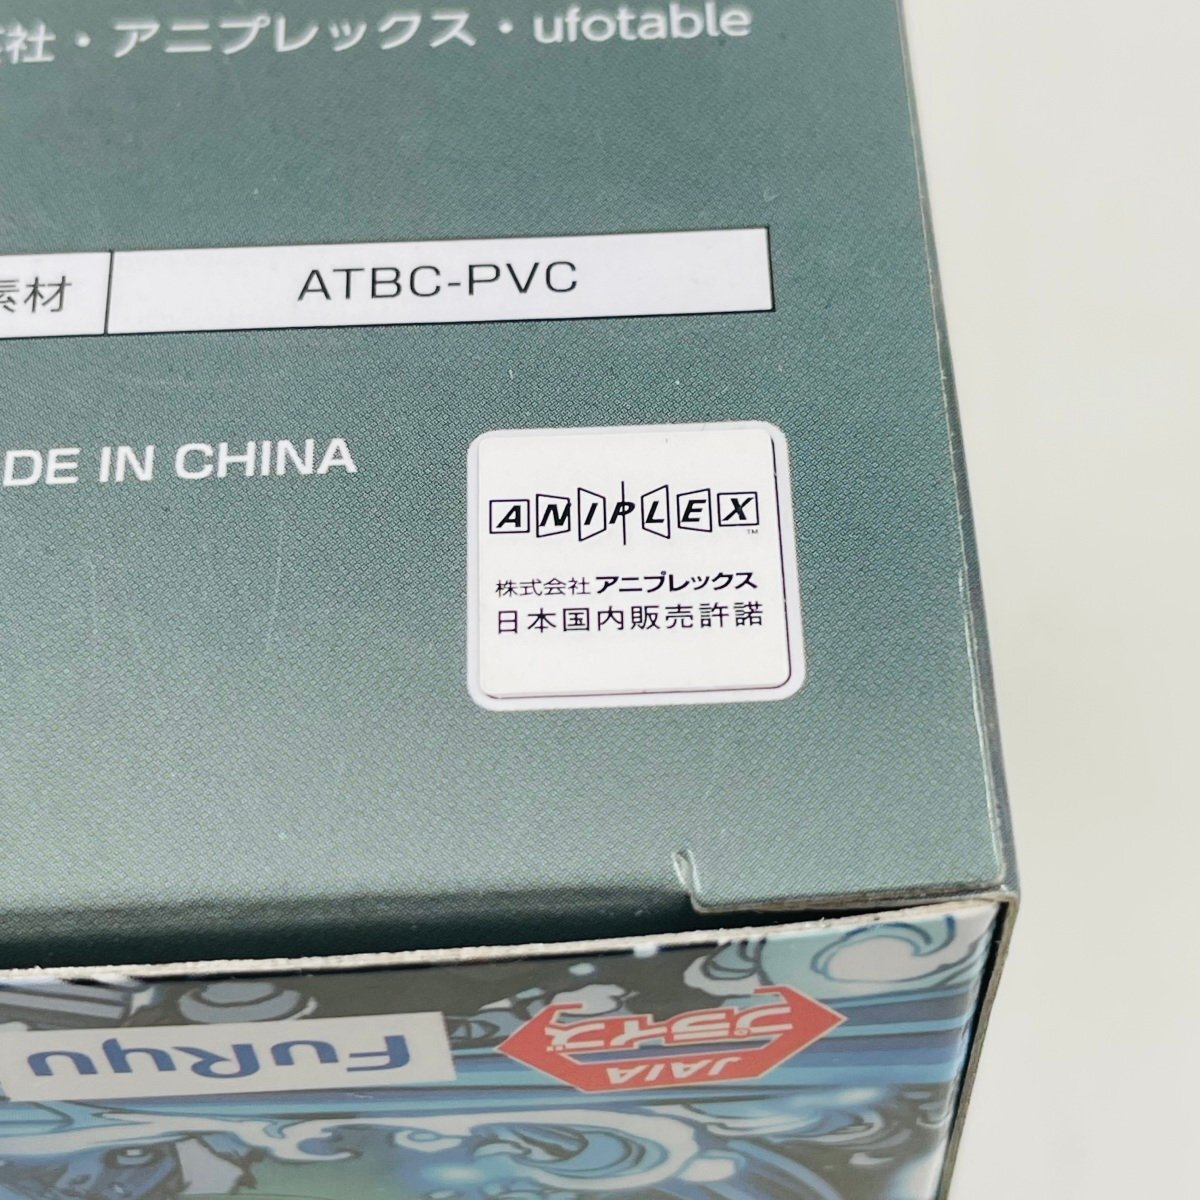 社・アニプレックス・ufotable
素材
ATBC-PVC
DE IN CHINA
ANIPLEX
TM
株式会社 アニプレックス
日本国内販売許諾
JAIA
プライズ
FuRyu